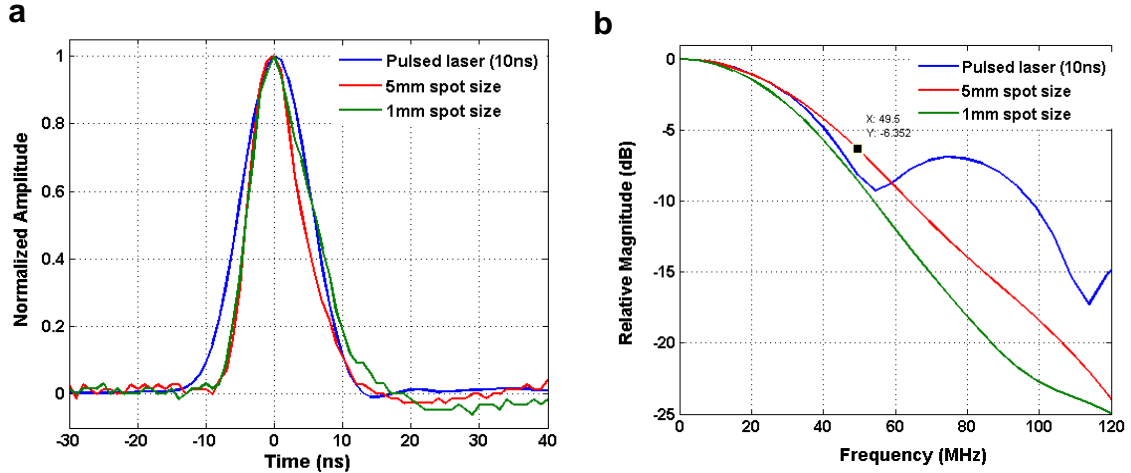 a
Normalized Amplitude
1
0.8
0.6
0.4
0.2
0
-30 -20 -10 0 10 20 30 40
Time (ns)
Pulsed laser (10ns)
5mm spot size
1mm spot size
b
Relative Magnitude (dB)
0
-5
-10
-15
-20
-25
0 20 40 60 80 100 120
Frequency (MHz)
Pulsed laser (10ns)
5mm spot size
1mm spot size
X: 49.5
Y: -6.352